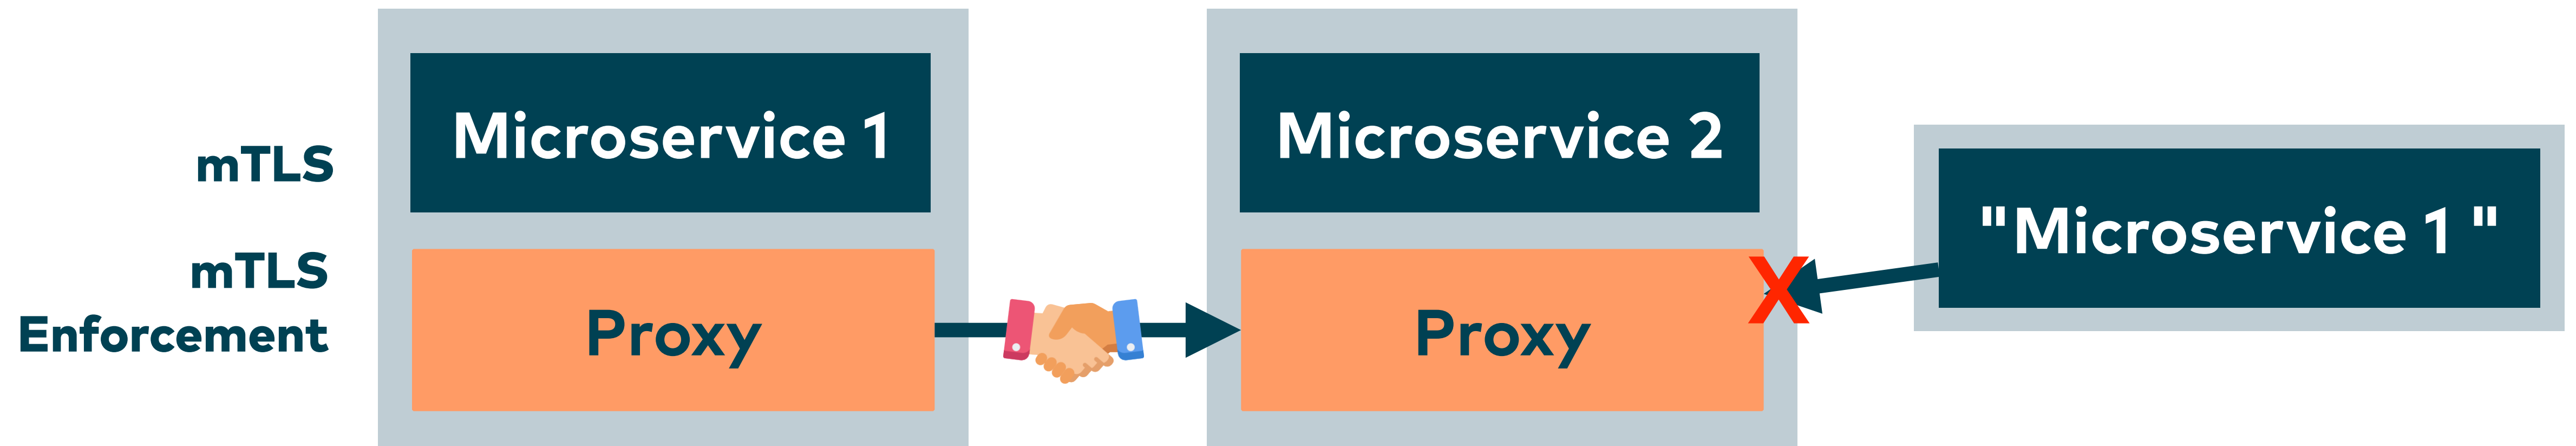 mTLS
mTLS
Enforcement
Microservice 1
Proxy
Microservice 2
Proxy
X
"Microservice 1 "